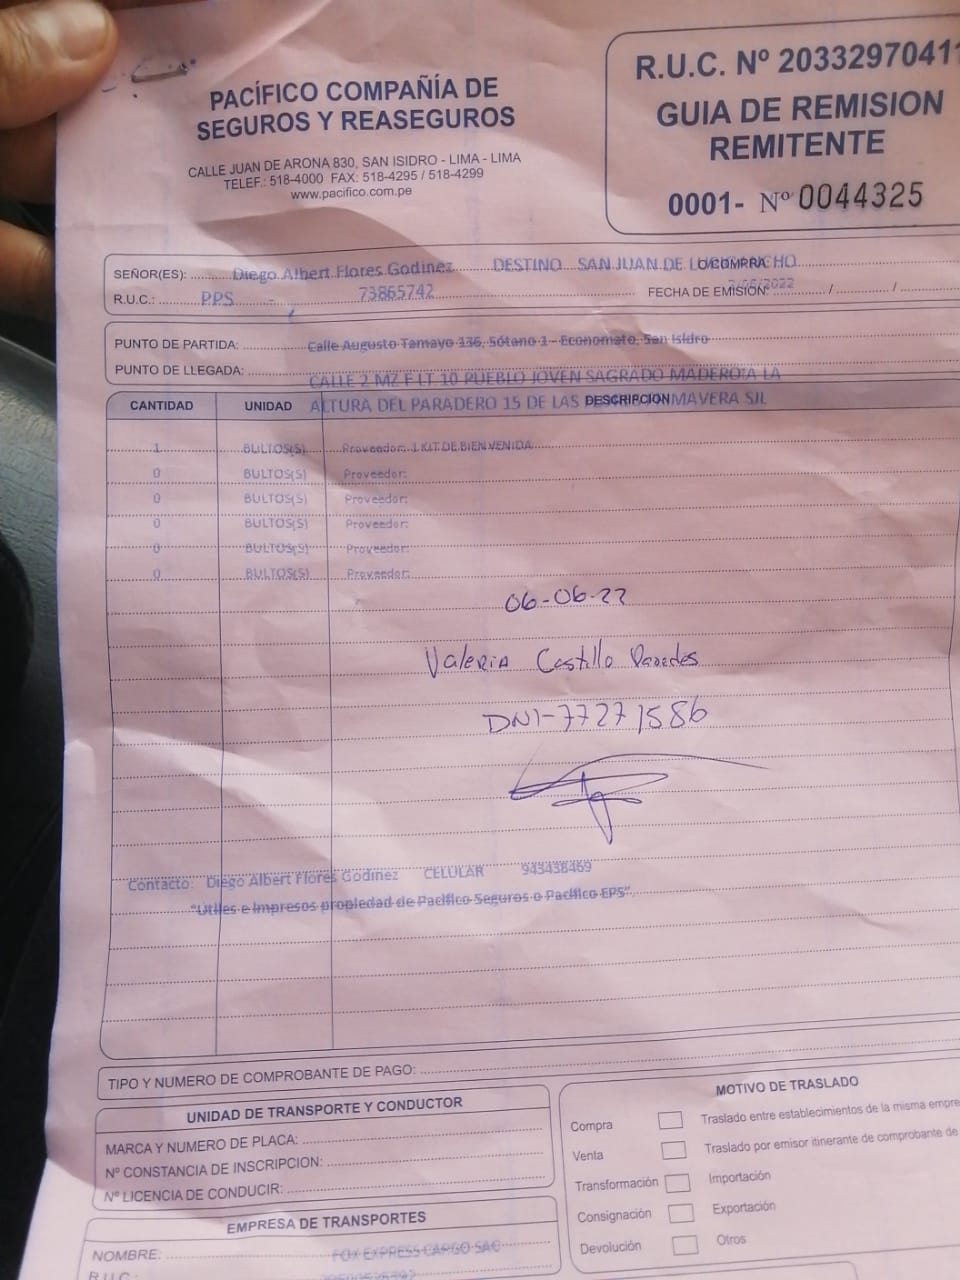 PACÍFICO COMPAÑÍA DE
SEGUROS Y REASEGUROS
CALLE JUAN DE ARONA 830, SAN ISIDRO - LIMA - LIMA
TELEF.: 518-4000 FAX: 518-4295 / 518-4299
www.pacifico.com.pe
R.U.C. Nº 20332970411
GUIA DE REMISION
REMITENTE
0001- Nº 0044325
SEÑOR(ES): Diego Albert Flores Godinez DESTINO SAN JUAN DE O/COMPRA
R.U.C.: PPS - 73865742 FECHA DE EMISIÓN: / /
PUNTO DE PARTIDA: Calle Augusto Tamayo 136, Sótano 1 - Economato, San Isidro
PUNTO DE LLEGADA: CALLE 2 MZ F LT 10 PUEBLO JOVEN SAGRADO MADERO A LA
CANTIDAD UNIDAD ALTURA DEL PARADERO 15 DE LAS DESCRIPCION SJL
1 BULTOS(S) Proveedor: 1 KIT DE BIENVENIDA
0 BULTOS(S) Proveedor:
0 BULTOS(S) Proveedor:
0 BULTOS(S) Proveedor:
0 BULTOS(S) Proveedor:
0 BULTOS(S) Proveedor:
06-06-22
Valeria Castillo Paredes
DNI-77271586
Contacto: Diego Albert Flores Godinez CELULAR 943438469
"Utiles e Impresos propiedad de Pacífico Seguros o Pacífico EPS".
TIPO Y NUMERO DE COMPROBANTE DE PAGO:
UNIDAD DE TRANSPORTE Y CONDUCTOR
MARCA Y NUMERO DE PLACA:
Nº CONSTANCIA DE INSCRIPCION:
Nº LICENCIA DE CONDUCIR:
EMPRESA DE TRANSPORTES
NOMBRE: FOX EXPRESS CARGO SAC
R.U.C.:
MOTIVO DE TRASLADO
Compra Traslado entre establecimientos de la misma empre
Venta Traslado por emisor itinerante de comprobante de
Transformación Importación
Consignación Exportación
Devolución Otros